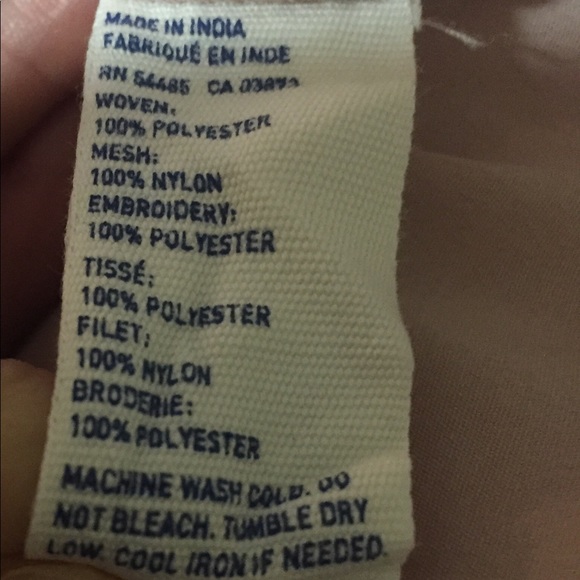 MADE IN INDIA
FABRIQUÉ EN INDE
RN 54485 CA
WOVEN:
100% POLYESTER
MESH:
100% NYLON
EMBROIDERY:
100% POLYESTER
TISSÉ:
100% POLYESTER
FILET:
100% NYLON
BRODERIE:
100% POLYESTER
MACHINE WASH COLD. DO
NOT BLEACH. TUMBLE DRY
LOW. COOL IRON IF NEEDED.